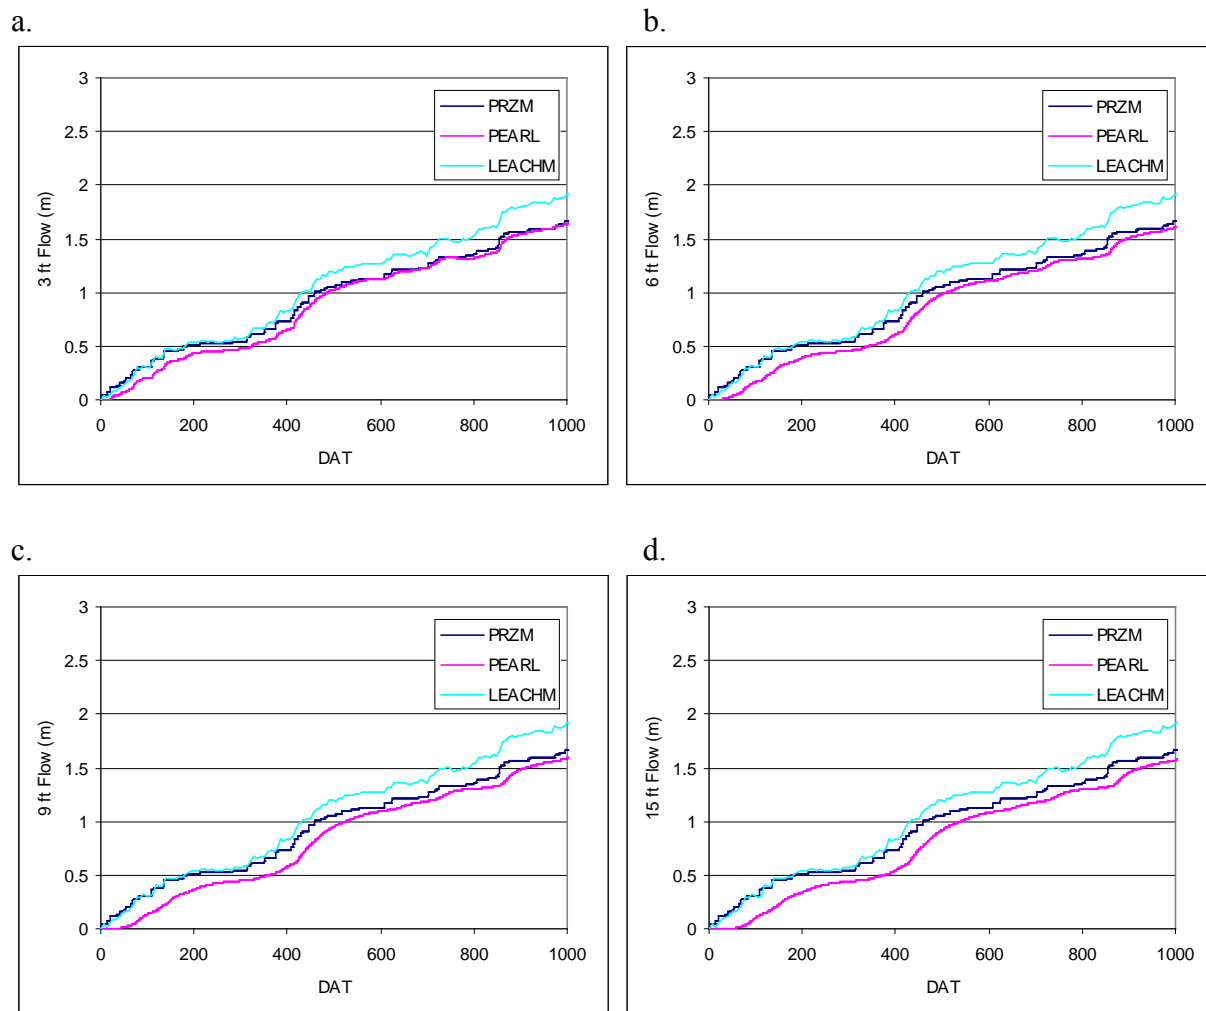 a.
3
2.5
2
1.5
1
0.5
0
3 ft Flow (m)
PRZM
PEARL
LEACHM
0 200 400 600 800 1000
DAT
b.
3
2.5
2
1.5
1
0.5
0
6 ft Flow (m)
PRZM
PEARL
LEACHM
0 200 400 600 800 1000
DAT
c.
3
2.5
2
1.5
1
0.5
0
9 ft Flow (m)
PRZM
PEARL
LEACHM
0 200 400 600 800 1000
DAT
d.
3
2.5
2
1.5
1
0.5
0
15 ft Flow (m)
PRZM
PEARL
LEACHM
0 200 400 600 800 1000
DAT